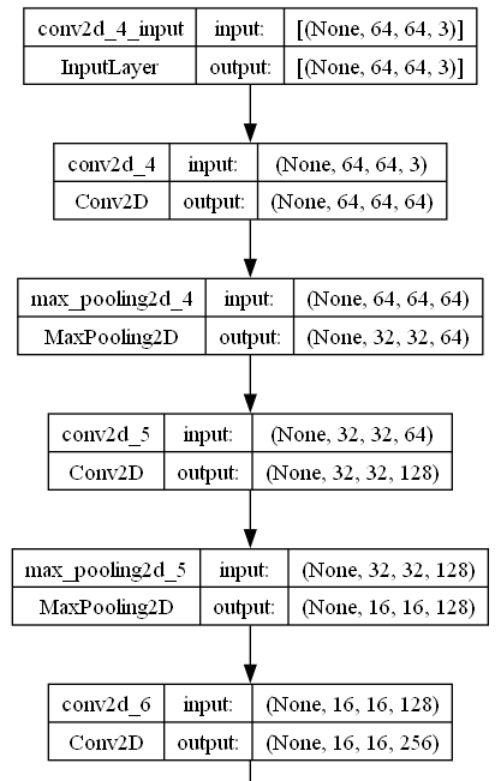 conv2d_4_input input: [(None, 64, 64, 3)]
InputLayer output: [(None, 64, 64, 3)]
conv2d_4 input: (None, 64, 64, 3)
Conv2D output: (None, 64, 64, 64)
max_pooling2d_4 input: (None, 64, 64, 64)
MaxPooling2D output: (None, 32, 32, 64)
conv2d_5 input: (None, 32, 32, 64)
Conv2D output: (None, 32, 32, 128)
max_pooling2d_5 input: (None, 32, 32, 128)
MaxPooling2D output: (None, 16, 16, 128)
conv2d_6 input: (None, 16, 16, 128)
Conv2D output: (None, 16, 16, 256)